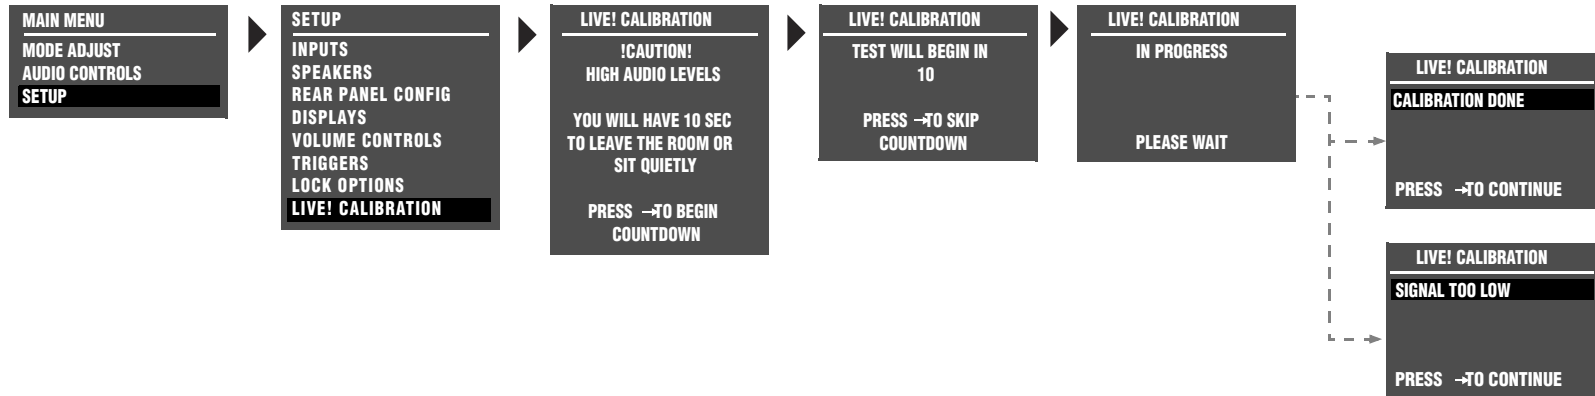 MAIN MENU
MODE ADJUST
AUDIO CONTROLS
SETUP
SETUP
INPUTS
SPEAKERS
REAR PANEL CONFIG
DISPLAYS
VOLUME CONTROLS
TRIGGERS
LOCK OPTIONS
LIVE! CALIBRATION
LIVE! CALIBRATION
!CAUTION!
HIGH AUDIO LEVELS
YOU WILL HAVE 10 SEC
TO LEAVE THE ROOM OR
SIT QUIETLY
PRESS →TO BEGIN
COUNTDOWN
LIVE! CALIBRATION
TEST WILL BEGIN IN
10
PRESS →TO SKIP
COUNTDOWN
LIVE! CALIBRATION
IN PROGRESS
PLEASE WAIT
LIVE! CALIBRATION
CALIBRATION DONE
PRESS →TO CONTINUE
LIVE! CALIBRATION
SIGNAL TOO LOW
PRESS →TO CONTINUE